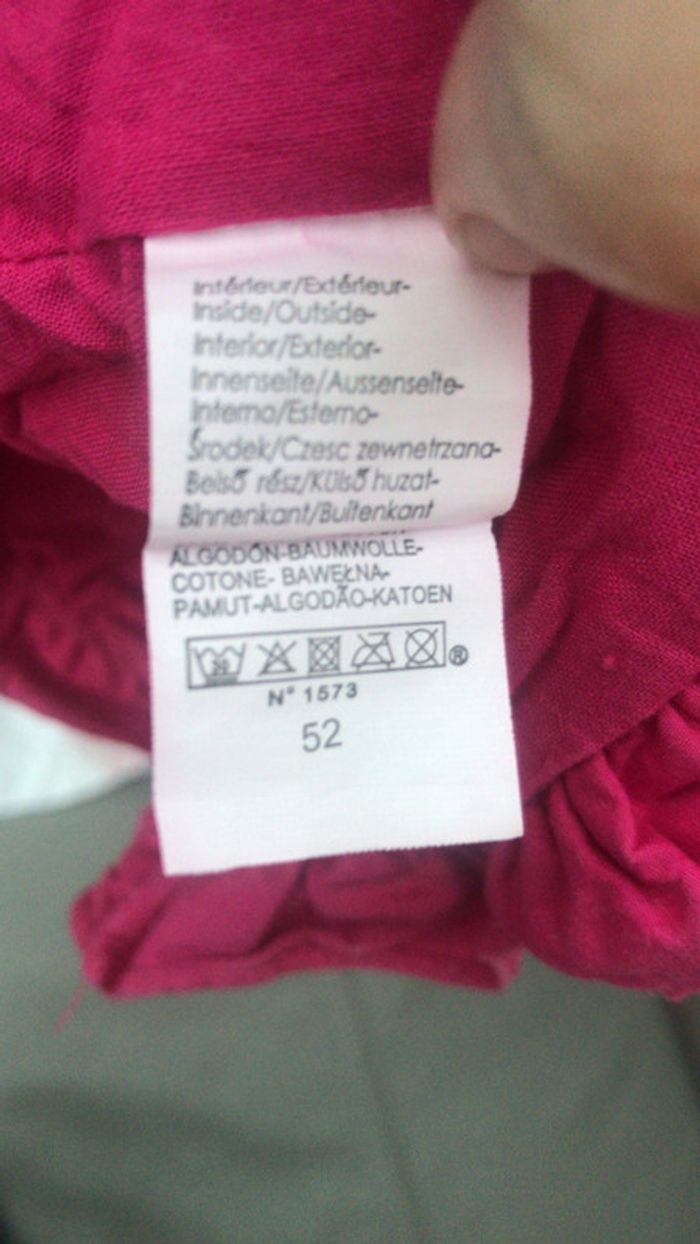 Intérieur/Extérieur-
Inside/Outside-
Interior/Exterior-
Innenseite/Aussenseite-
Interno/Esterno-
Środek/Czesc zewnetrzana-
Belső rész/Külső huzat-
Binnenkant/Buitenkant
ALGODÓN-BAUMWOLLE-
COTONE- BAWEŁNA-
PAMUT-ALGODÃO-KATOEN
30
®
N° 1573
52